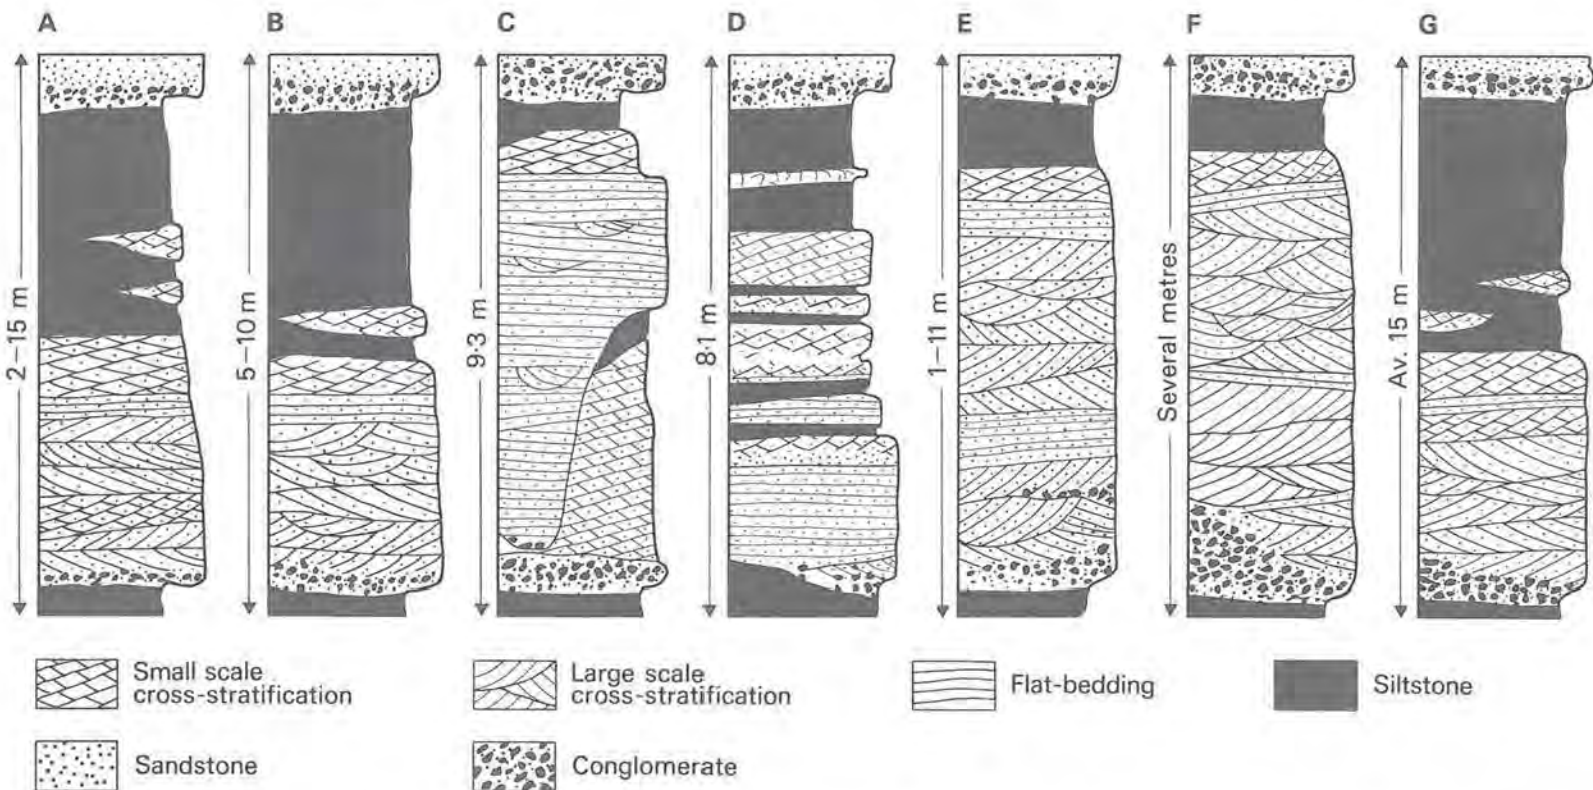 A B C D E F G
2–15 m
5–10 m
9·3 m
8·1 m
1–11 m
Several metres
Av. 15 m
Small scale
cross-stratification
Large scale
cross-stratification
Flat-bedding
Siltstone
Sandstone
Conglomerate